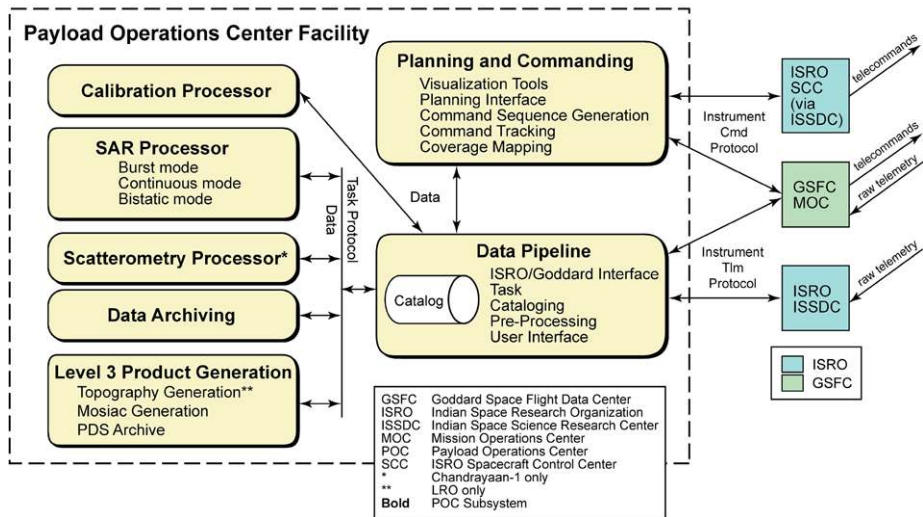 Payload Operations Center Facility
Calibration Processor
SAR Processor
Burst mode
Continuous mode
Bistatic mode
Scatterometry Processor*
Data Archiving
Level 3 Product Generation
Topography Generation**
Mosiac Generation
PDS Archive
Task Protocol
Data
Planning and Commanding
Visualization Tools
Planning Interface
Command Sequence Generation
Command Tracking
Coverage Mapping
Data
Data Pipeline
Catalog
ISRO/Goddard Interface
Task
Cataloging
Pre-Processing
User Interface
Instrument
Cmd
Protocol
Instrument
Tlm
Protocol
ISRO
SCC
(via
ISSDC)
telecommands
GSFC
MOC
telecommands
raw telemetry
ISRO
ISSDC
raw telemetry
ISRO
GSFC
GSFC Goddard Space Flight Data Center
ISRO Indian Space Research Organization
ISSDC Indian Space Science Research Center
MOC Mission Operations Center
POC Payload Operations Center
SCC ISRO Spacecraft Control Center
* Chandrayaan-1 only
** LRO only
Bold POC Subsystem